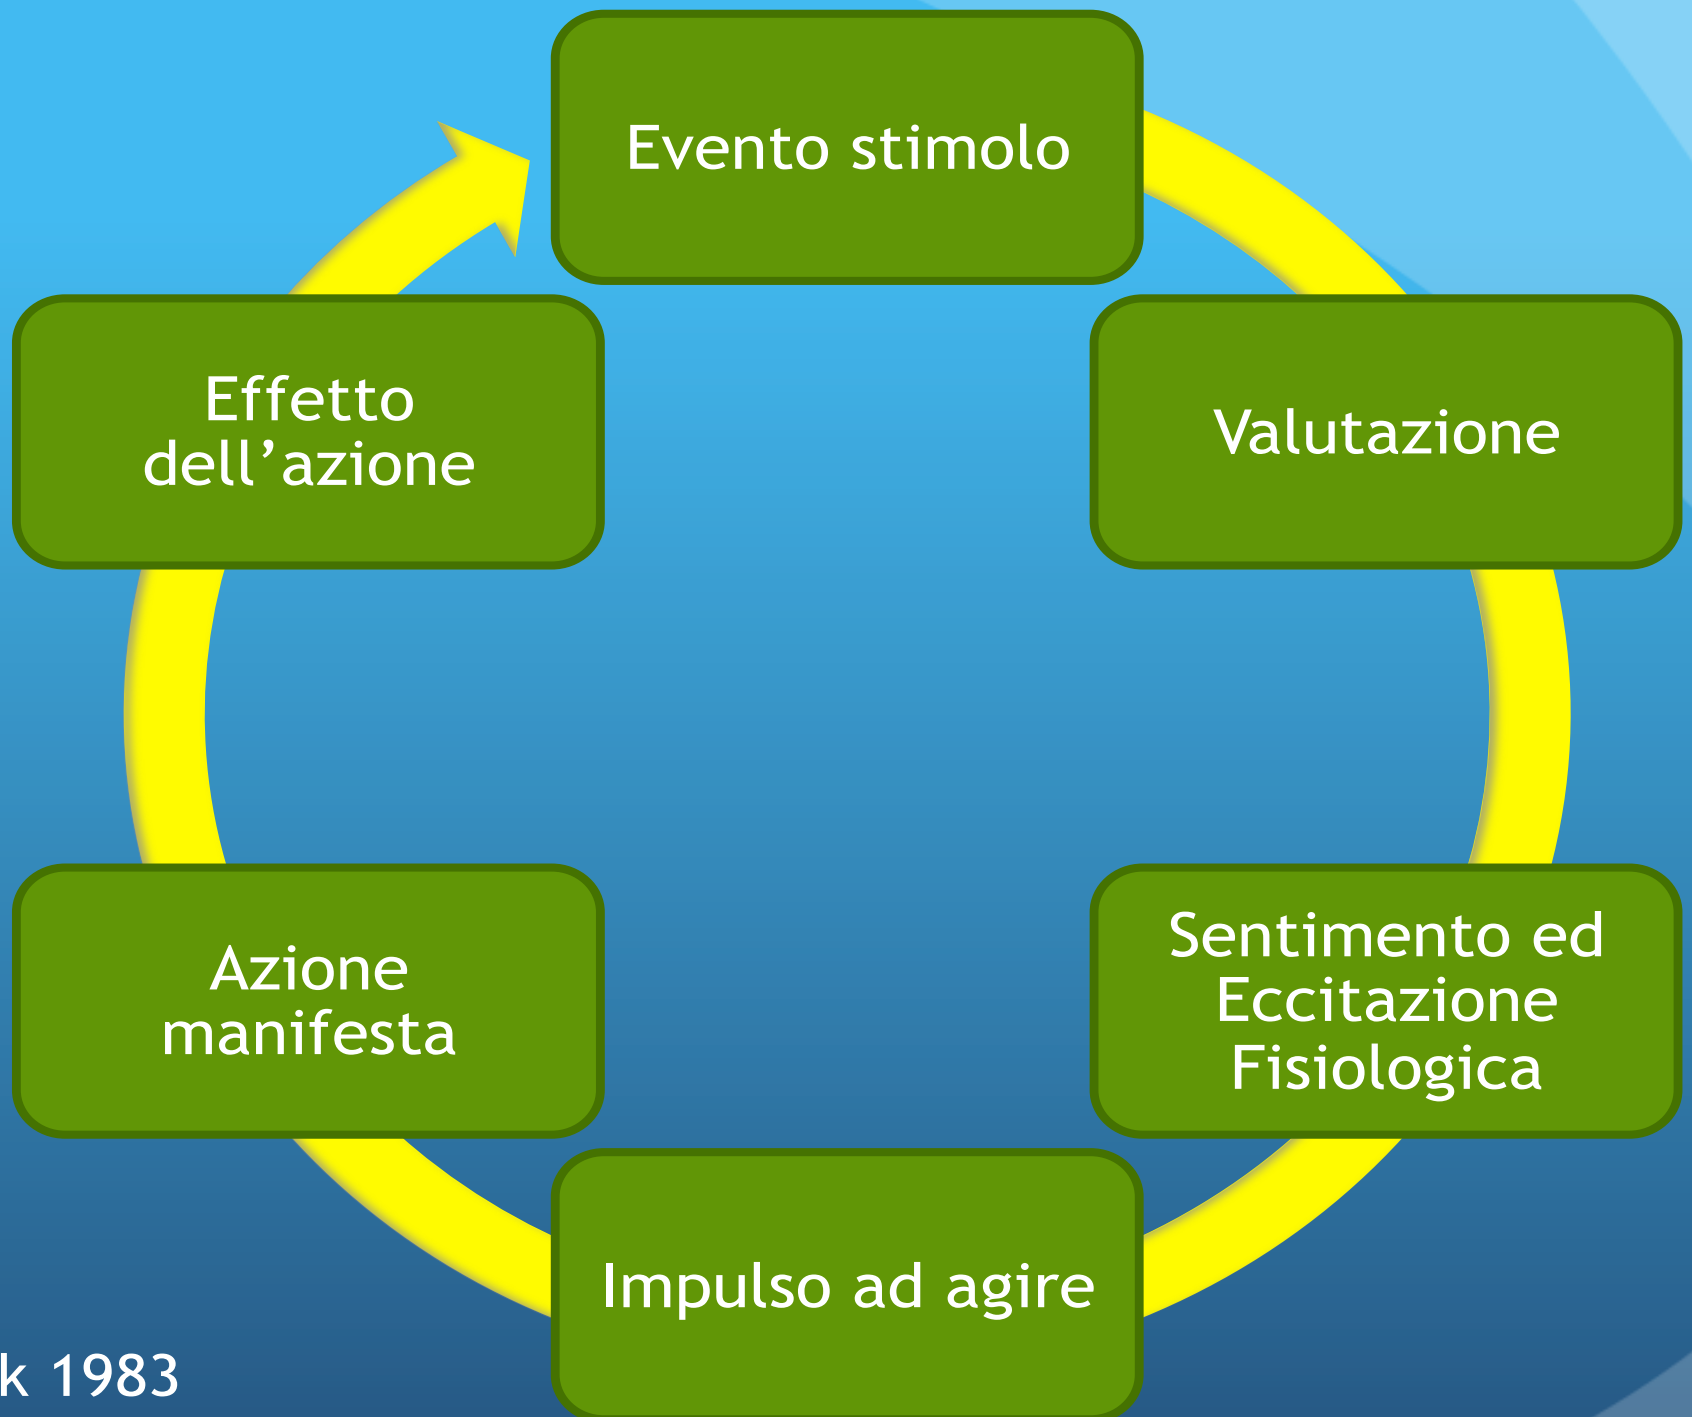 Evento stimolo
Valutazione
Sentimento ed
Eccitazione
Fisiologica
Impulso ad agire
Azione
manifesta
Effetto
dell’azione
k 1983